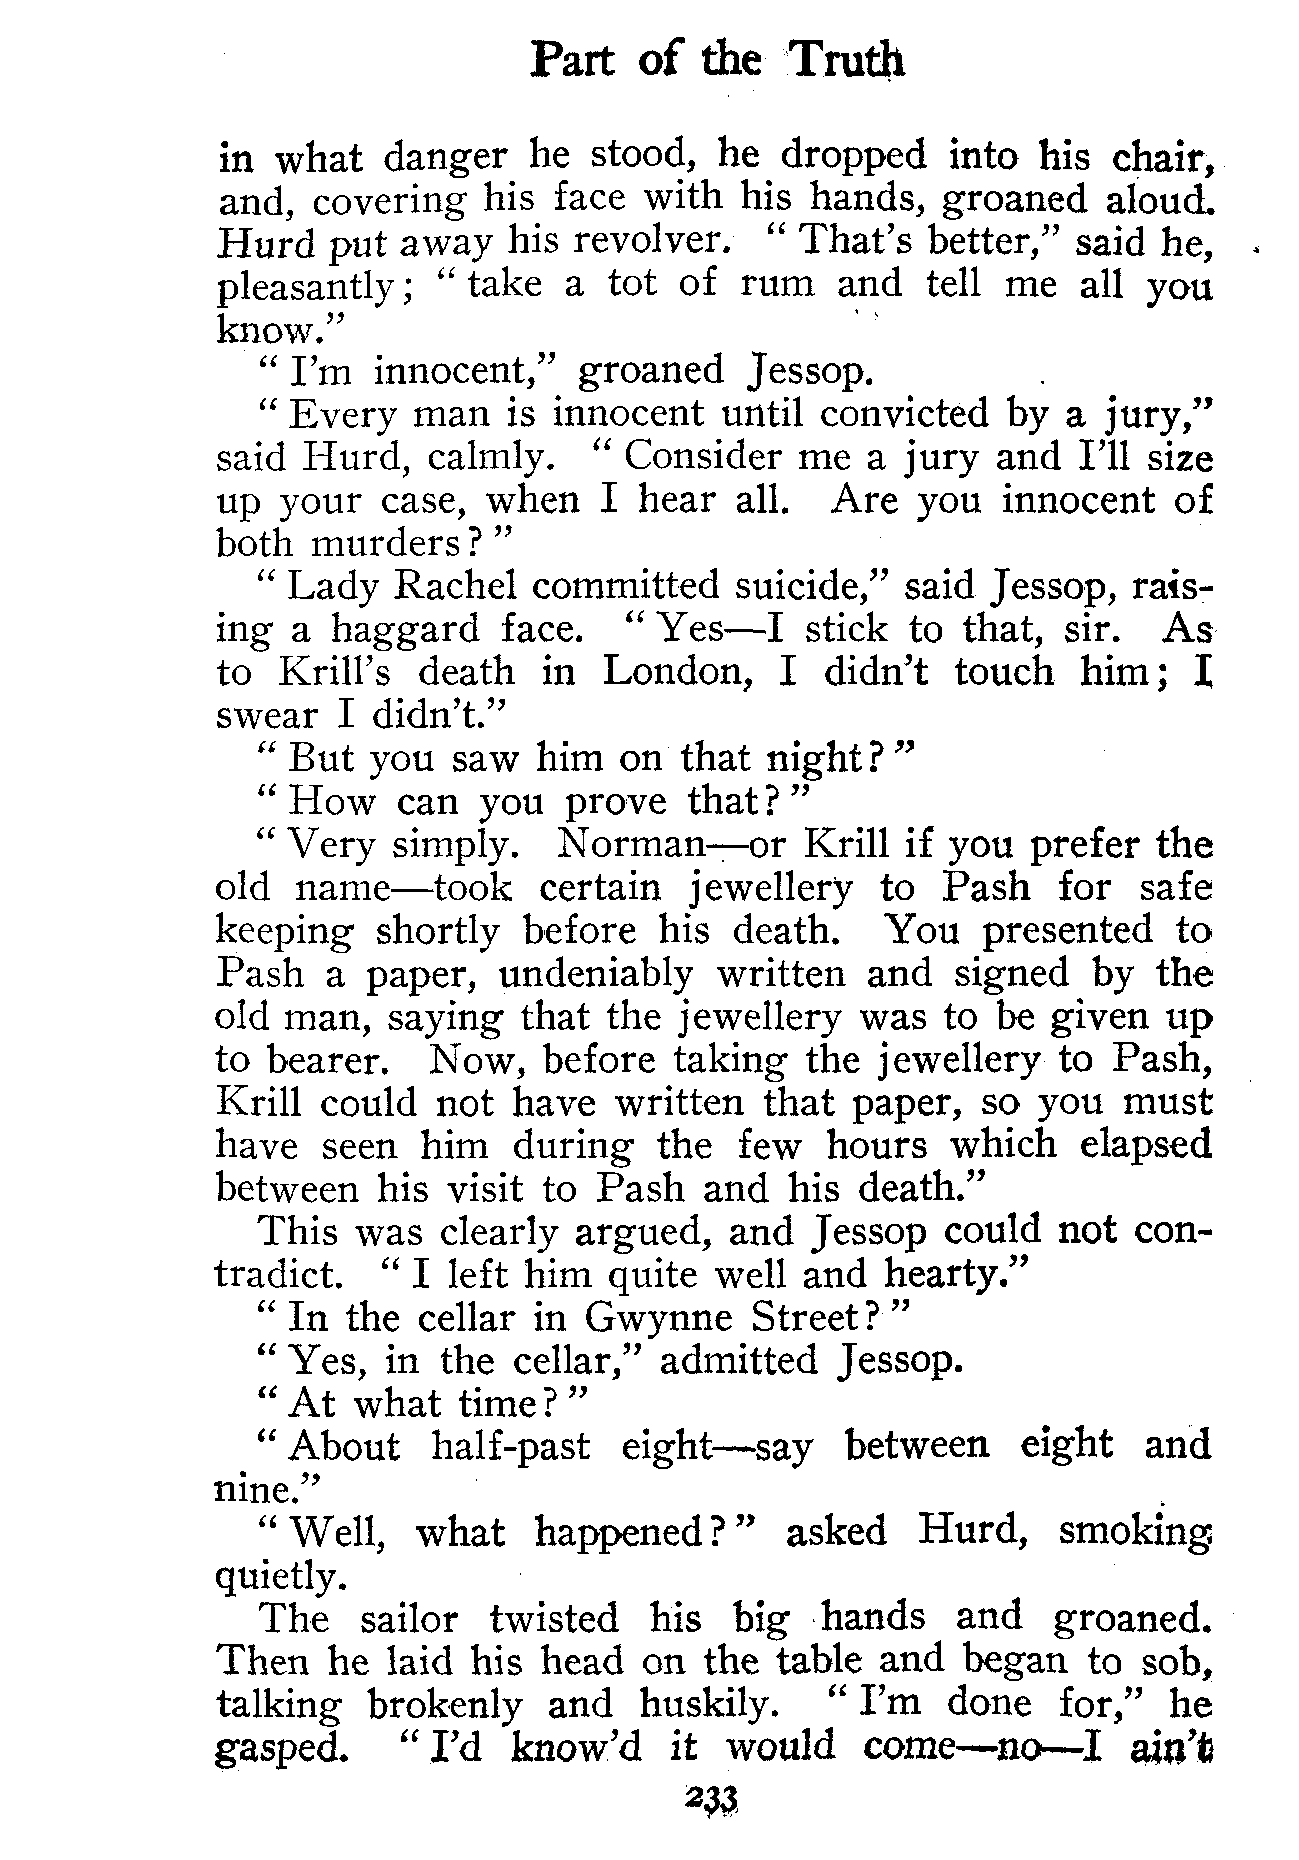 Part of the Truth
in what danger he stood, he dropped into his chair,
and, covering his face with his hands, groaned aloud.
Hurd put away his revolver. " That's better," said he,
pleasantly; " take a tot of rum and tell me all you
know."
" I'm innocent," groaned Jessop.
" Every man is innocent until convicted by a jury,"
said Hurd, calmly. " Consider me a jury and I'll size
up your case, when I hear all. Are you innocent of
both murders? "
" Lady Rachel committed suicide," said Jessop, rais-
ing a haggard face. " Yes—I stick to that, sir. As
to Krill's death in London, I didn't touch him; I
swear I didn't."
" But you saw him on that night? "
" How can you prove that? "
" Very simply. Norman—or Krill if you prefer the
old name—took certain jewellery to Pash for safe
keeping shortly before his death. You presented to
Pash a paper, undeniably written and signed by the
old man, saying that the jewellery was to be given up
to bearer. Now, before taking the jewellery to Pash,
Krill could not have written that paper, so you must
have seen him during the few hours which elapsed
between his visit to Pash and his death."
This was clearly argued, and Jessop could not con-
tradict. " I left him quite well and hearty."
" In the cellar in Gwynne Street? "
" Yes, in the cellar," admitted Jessop.
" At what time? "
" About half-past eight—say between eight and
nine."
" Well, what happened? " asked Hurd, smoking
quietly.
The sailor twisted his big hands and groaned.
Then he laid his head on the table and began to sob,
talking brokenly and huskily. " I'm done for," he
gasped. " I'd know'd it would come—no—I ain't
233